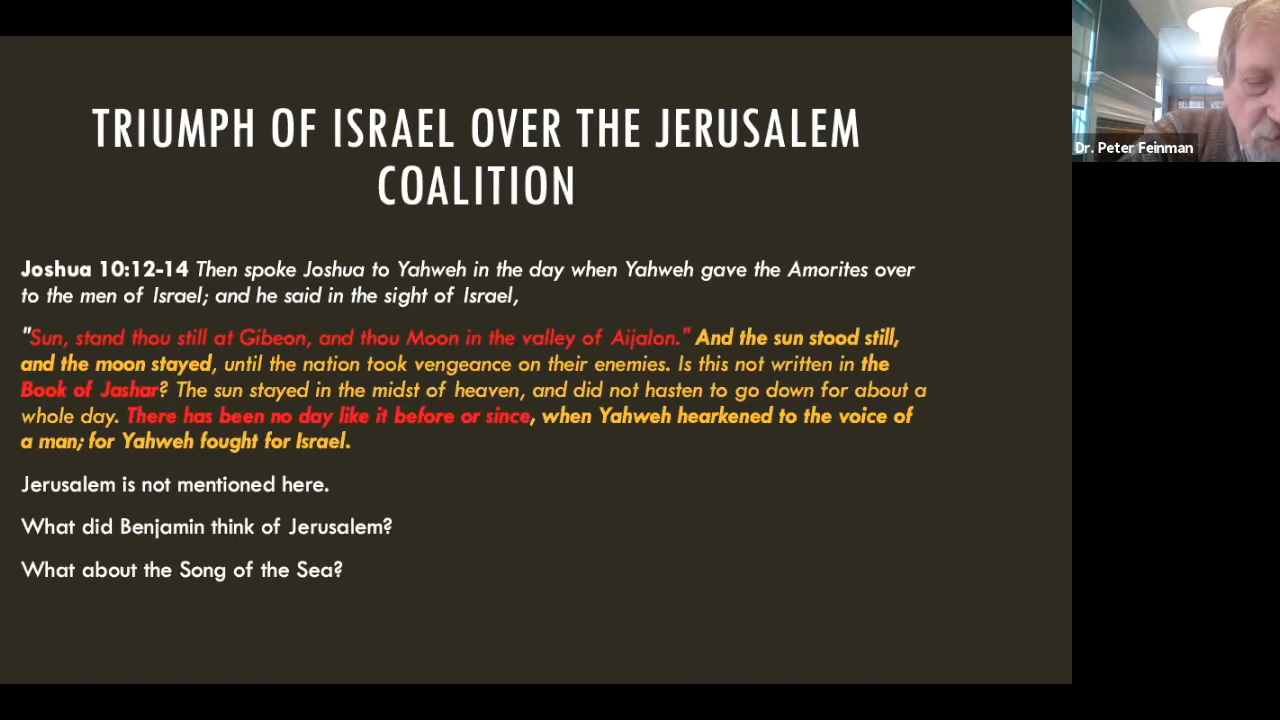 TRIUMPH OF ISRAEL OVER THE JERUSALEM
COALITION
Joshua 10:12-14 Then spoke Joshua to Yahweh in the day when Yahweh gave the Amorites over
to the men of Israel; and he said in the sight of Israel,
"Sun, stand thou still at Gibeon, and thou Moon in the valley of Aijalon." And the sun stood still,
and the moon stayed, until the nation took vengeance on their enemies. Is this not written in the
Book of Jashar? The sun stayed in the midst of heaven, and did not hasten to go down for about a
whole day. There has been no day like it before or since, when Yahweh hearkened to the voice of
a man; for Yahweh fought for Israel.
Jerusalem is not mentioned here.
What did Benjamin think of Jerusalem?
What about the Song of the Sea?
Dr. Peter Feinman